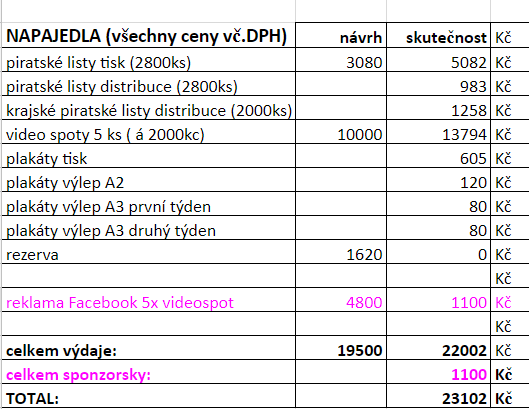 NAPAJEDLA (všechny ceny vč.DPH) návrh skutečnost Kč
piratské listy tisk (2800ks) 3080 5082 Kč
piratské listy distribuce (2800ks) 983 Kč
krajské piratské listy distribuce (2000ks) 1258 Kč
video spoty 5 ks ( á 2000kc) 10000 13794 Kč
plakáty tisk 605 Kč
plakáty výlep A2 120 Kč
plakáty výlep A3 první týden 80 Kč
plakáty výlep A3 druhý týden 80 Kč
rezerva 1620 0 Kč
Kč
reklama Facebook 5x videospot 4800 1100 Kč
Kč
celkem výdaje: 19500 22002 Kč
celkem sponzorsky: 1100 Kč
TOTAL: 23102 Kč